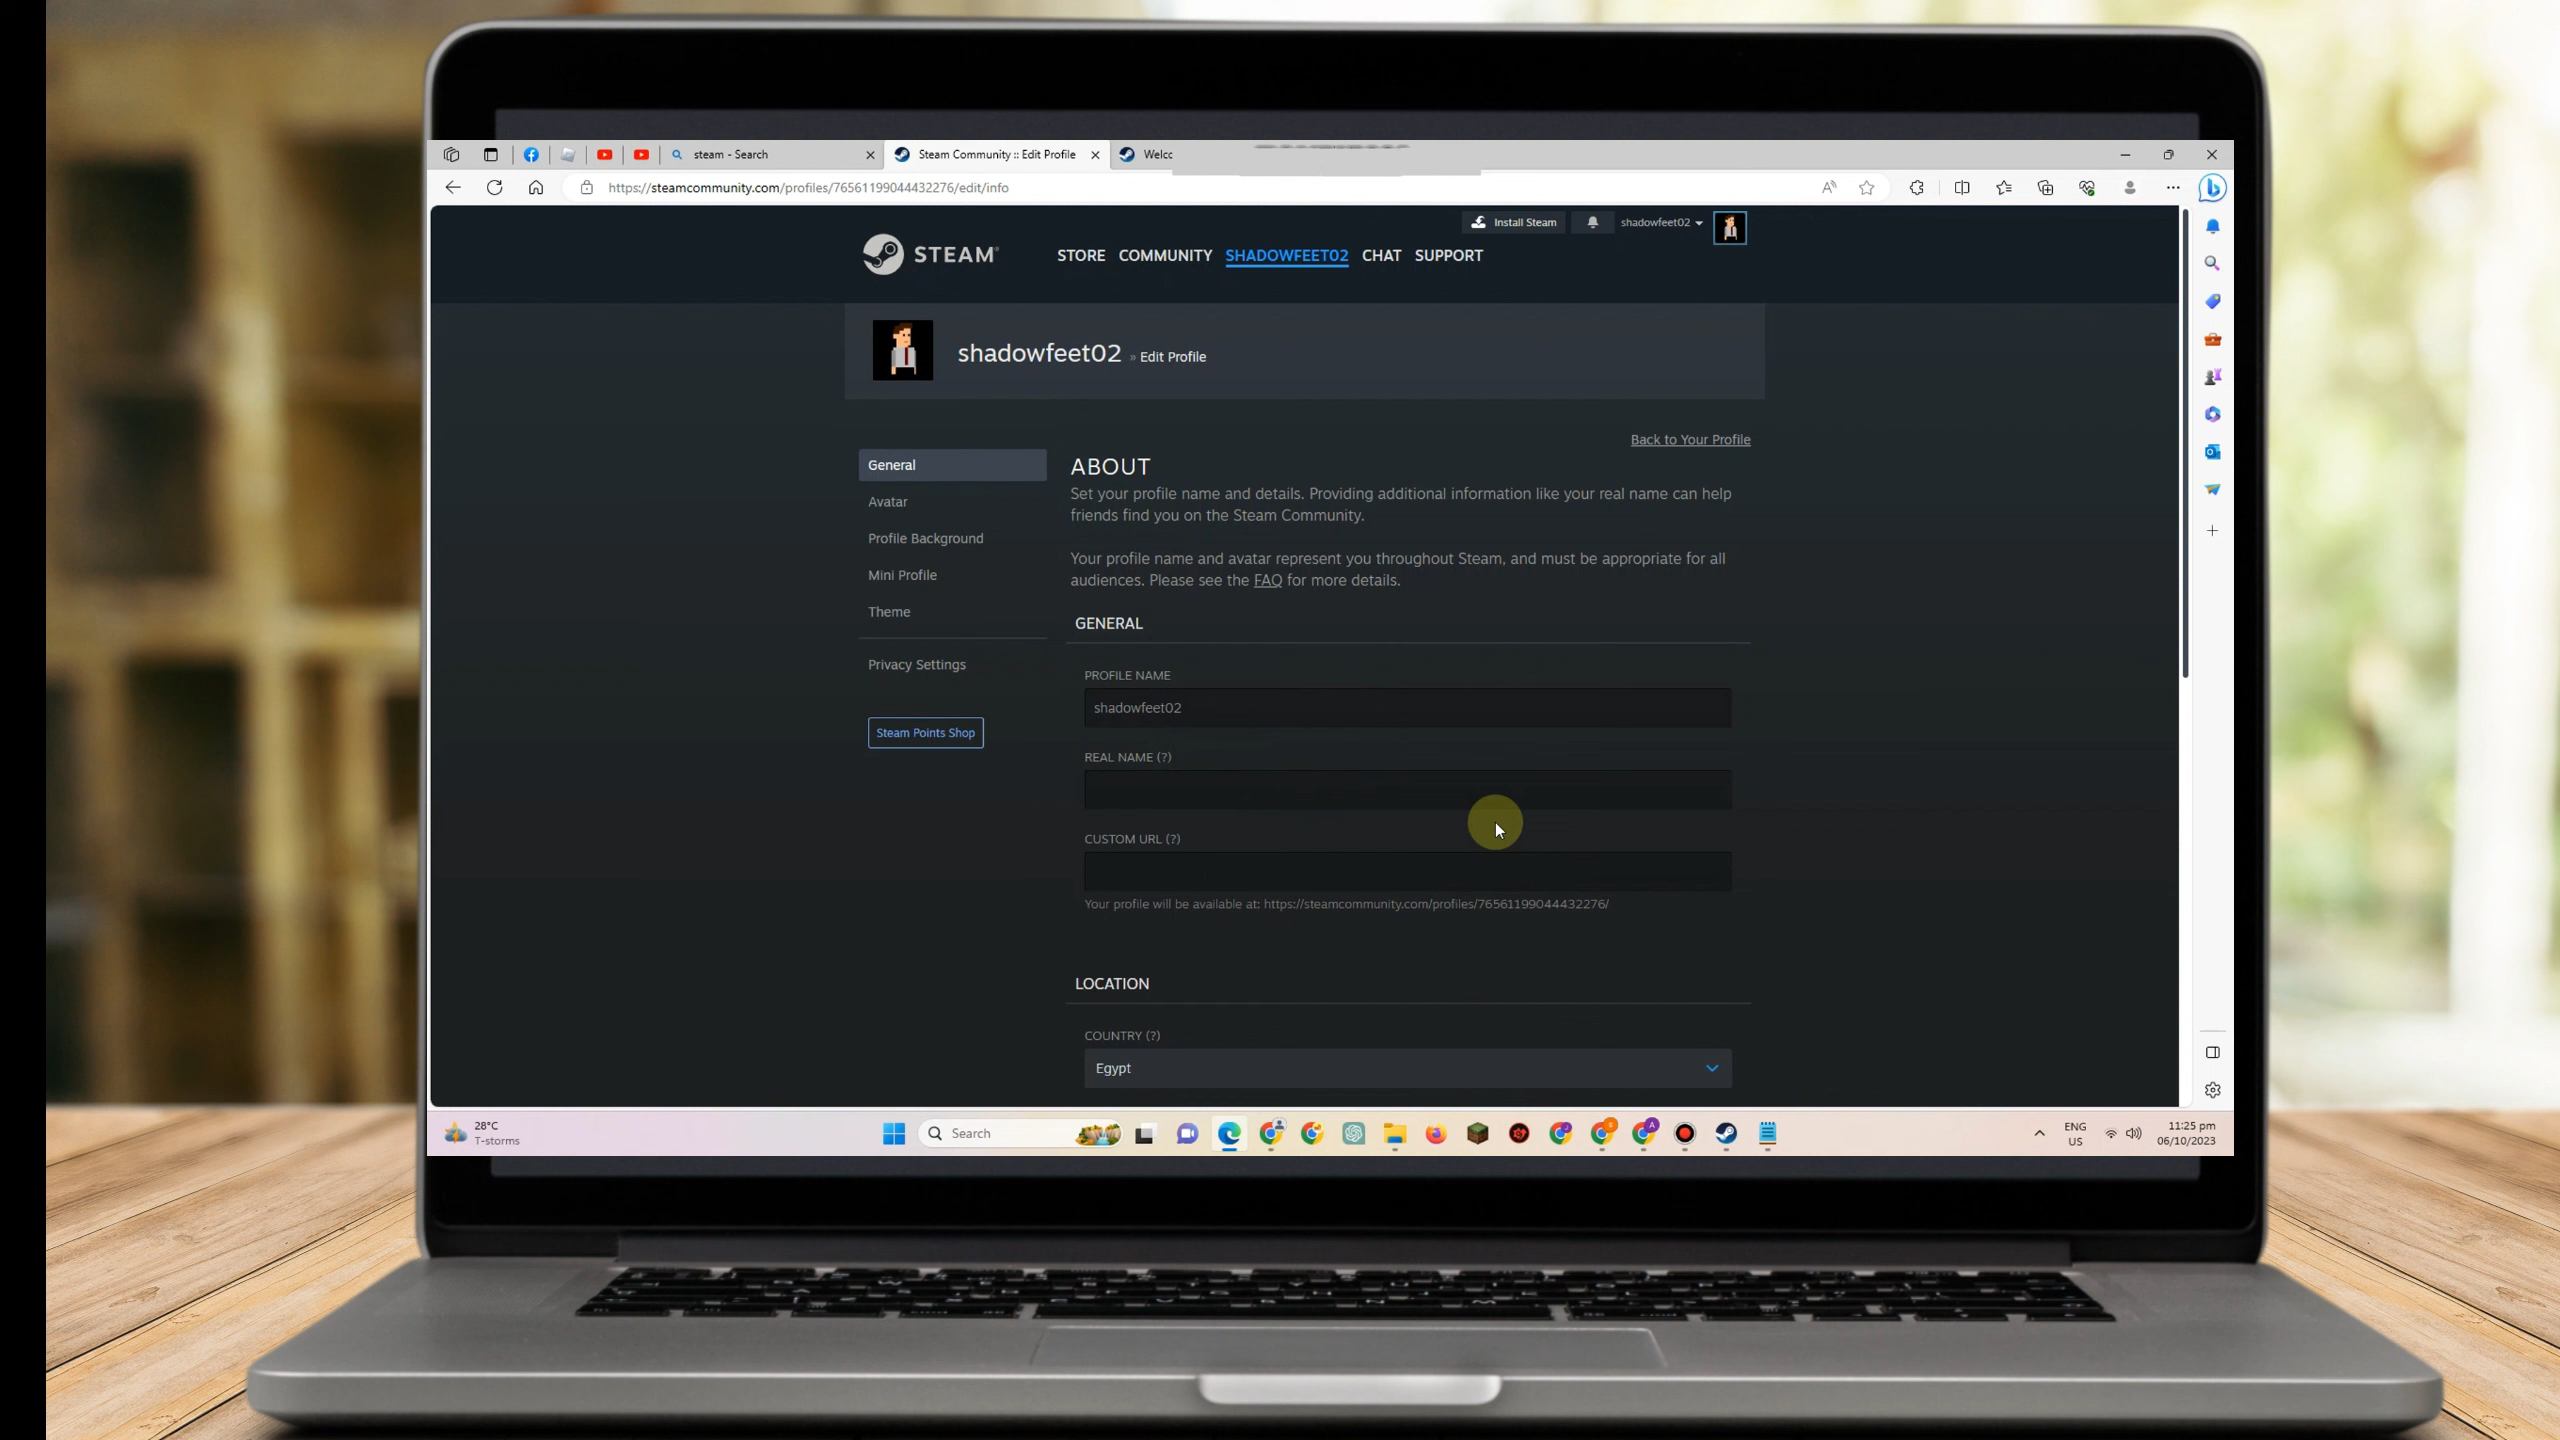 steam - Search
Steam Community :: Edit Profile
Welcc
https://steamcommunity.com/profiles/76561199044432276/edit/info
Install Steam
shadowfeet02
STEAM
STORE COMMUNITY SHADOWFEET02 CHAT SUPPORT
shadowfeet02 » Edit Profile
Back to Your Profile
General
Avatar
Profile Background
Mini Profile
Theme
Privacy Settings
Steam Points Shop
ABOUT
Set your profile name and details. Providing additional information like your real name can help
friends find you on the Steam Community.
Your profile name and avatar represent you throughout Steam, and must be appropriate for all
audiences. Please see the FAQ for more details.
GENERAL
PROFILE NAME
shadowfeet02
REAL NAME (?)
CUSTOM URL (?)
Your profile will be available at: https://steamcommunity.com/profiles/76561199044432276/
LOCATION
COUNTRY (?)
Egypt
28°C
T-storms
Search
ENG
US
11:25 pm
06/10/2023